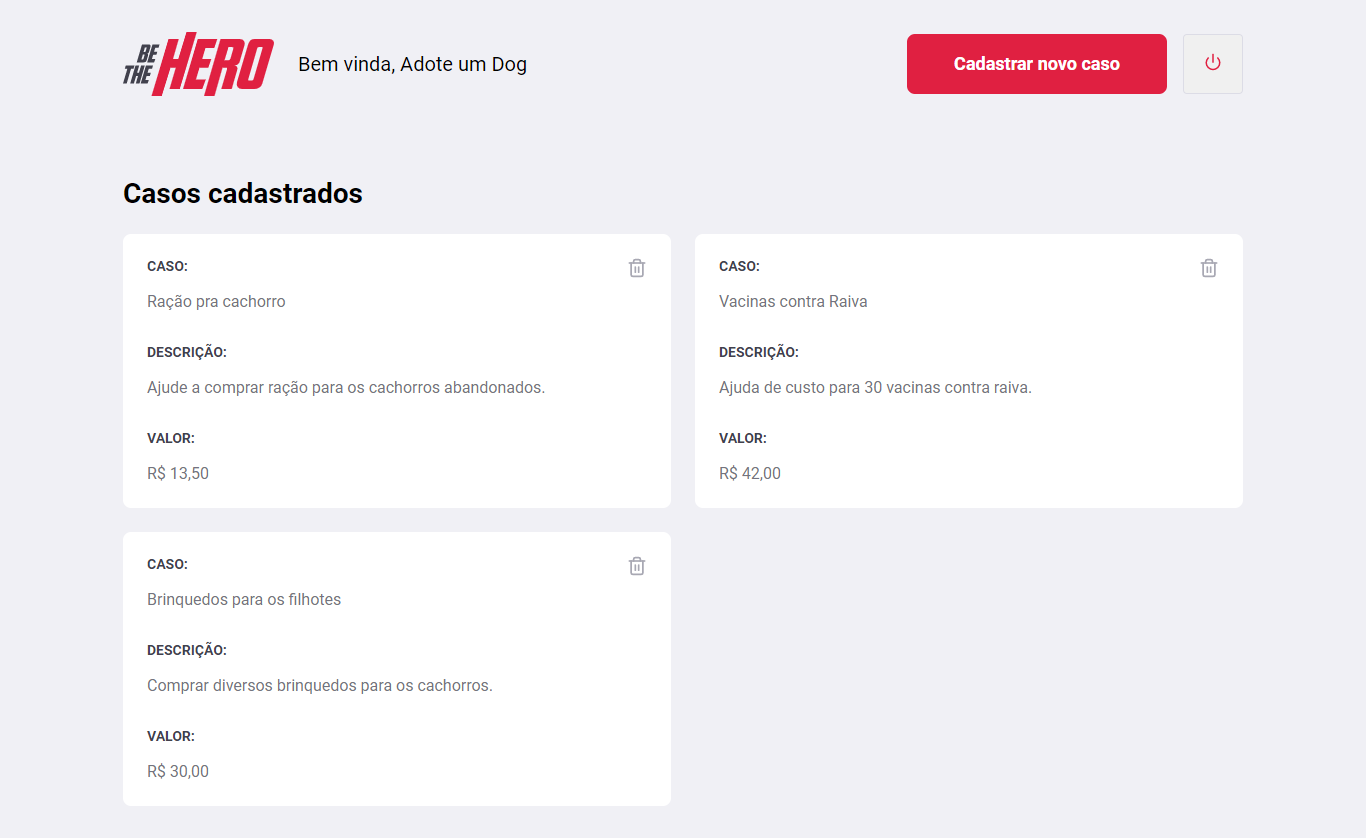 BE
THE HERO
Bem vinda, Adote um Dog
Cadastrar novo caso
Casos cadastrados
CASO:
Ração pra cachorro
DESCRIÇÃO:
Ajude a comprar ração para os cachorros abandonados.
VALOR:
R$ 13,50
CASO:
Vacinas contra Raiva
DESCRIÇÃO:
Ajuda de custo para 30 vacinas contra raiva.
VALOR:
R$ 42,00
CASO:
Brinquedos para os filhotes
DESCRIÇÃO:
Comprar diversos brinquedos para os cachorros.
VALOR:
R$ 30,00